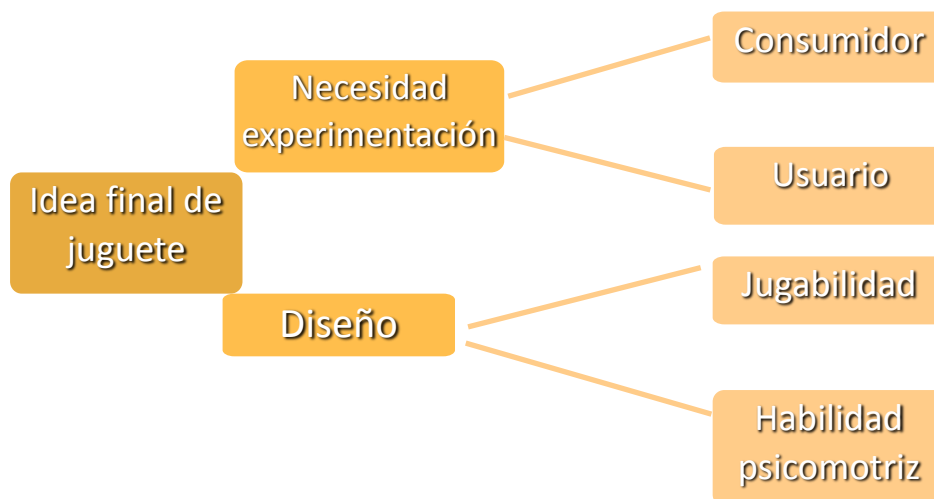 Idea final de
juguete
Necesidad
experimentación
Consumidor
Usuario
Diseño
Jugabilidad
Habilidad
psicomotriz